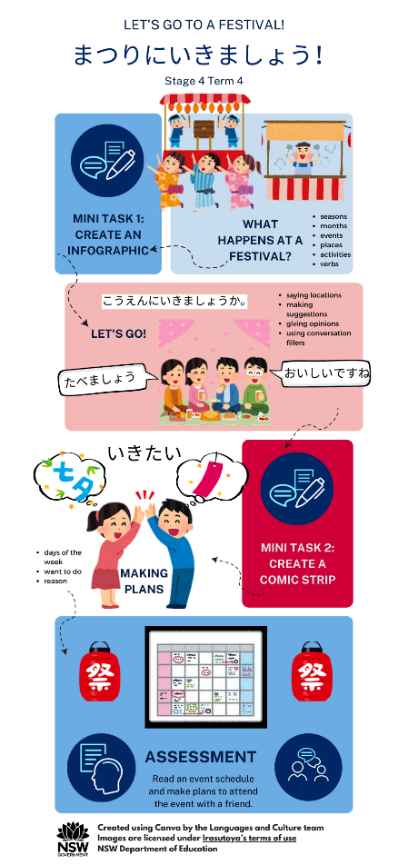 LET'S GO TO A FESTIVAL!
まつりにいきましょう!
Stage 4 Term 4
WHAT
HAPPENS AT A
FESTIVAL?
• seasons
• months
• events
• places
• activities
• verbs
MINI TASK 1:
CREATE AN
INFOGRAPHIC
こうえんにいきましょうか。
LET'S GO!
• saying locations
• making
suggestions
• giving opinions
• using conversation
fillers
たべましょう
おいしいですね
MINI TASK 2:
CREATE A
COMIC STRIP
いきたい
七夕
MAKING
PLANS
• days of the
week
• want to do
• reason
祭
祭
ASSESSMENT
Read an event schedule
and make plans to attend
the event with a friend.
NSW
GOVERNMENT
Created using Canva by the Languages and Culture team
Images are licensed under Irasutoya's terms of use
NSW Department of Education